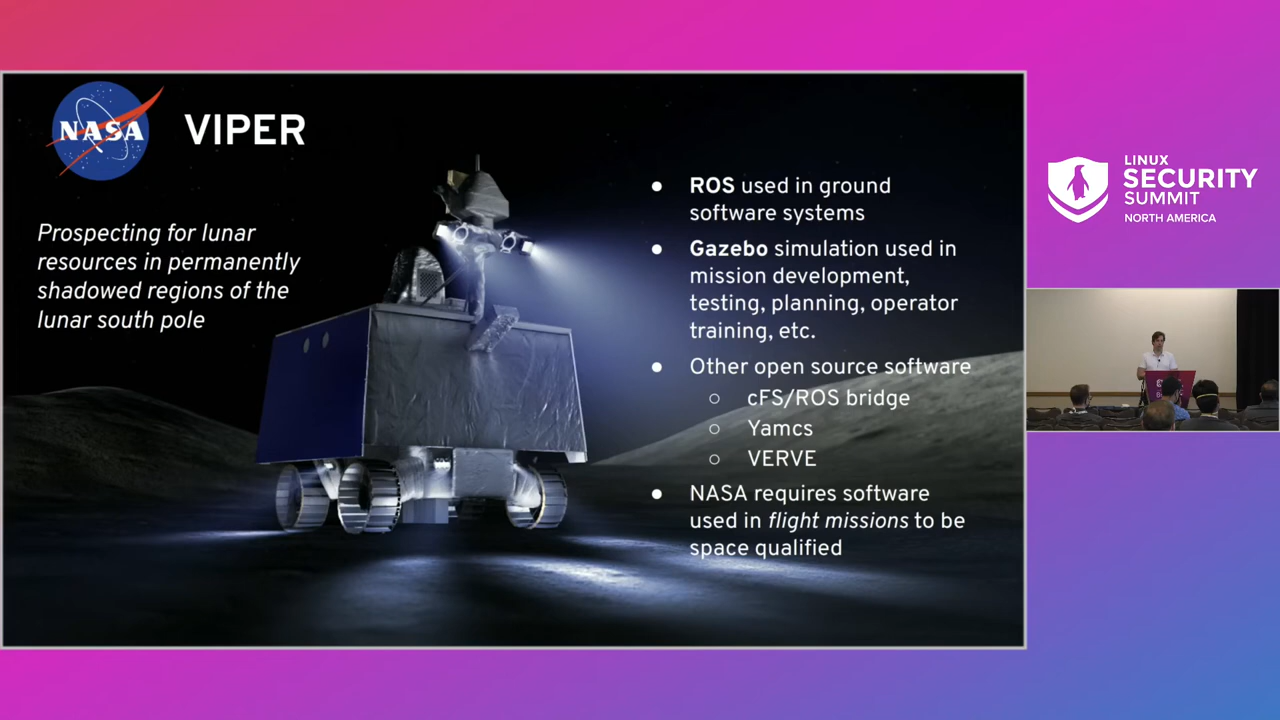 NASA
VIPER
Prospecting for lunar
resources in permanently
shadowed regions of the
lunar south pole
● ROS used in ground
software systems
● Gazebo simulation used in
mission development,
testing, planning, operator
training, etc.
● Other open source software
○ cFS/ROS bridge
○ Yamcs
○ VERVE
● NASA requires software
used in flight missions to be
space qualified
LINUX
SECURITY
SUMMIT
NORTH AMERICA